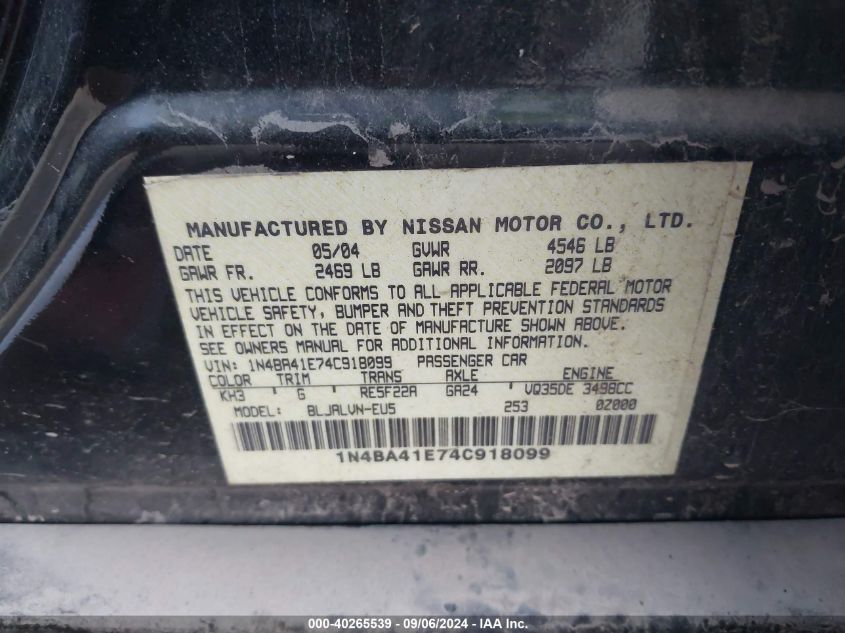 MANUFACTURED BY NISSAN MOTOR CO., LTD.
DATE 05/04 GVWR 4546 LB
GAWR FR. 2469 LB GAWR RR. 2097 LB
THIS VEHICLE CONFORMS TO ALL APPLICABLE FEDERAL MOTOR
VEHICLE SAFETY, BUMPER AND THEFT PREVENTION STANDARDS
IN EFFECT ON THE DATE OF MANUFACTURE SHOWN ABOVE.
SEE OWNERS MANUAL FOR ADDITIONAL INFORMATION.
VIN: 1N4BA41E74C918099 PASSENGER CAR
COLOR TRIM TRANS AXLE ENGINE
KH3 G RE5F22A GA24 VQ35DE 3498CC
MODEL: BLJALVN-EU5 253 0Z000
1N4BA41E74C918099
000-40265539 - 09/06/2024 - IAA Inc.